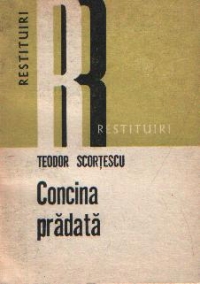 RESTITUIRI
R
RESTITUIRI
TEODOR SCORȚESCU
Concina
prădată